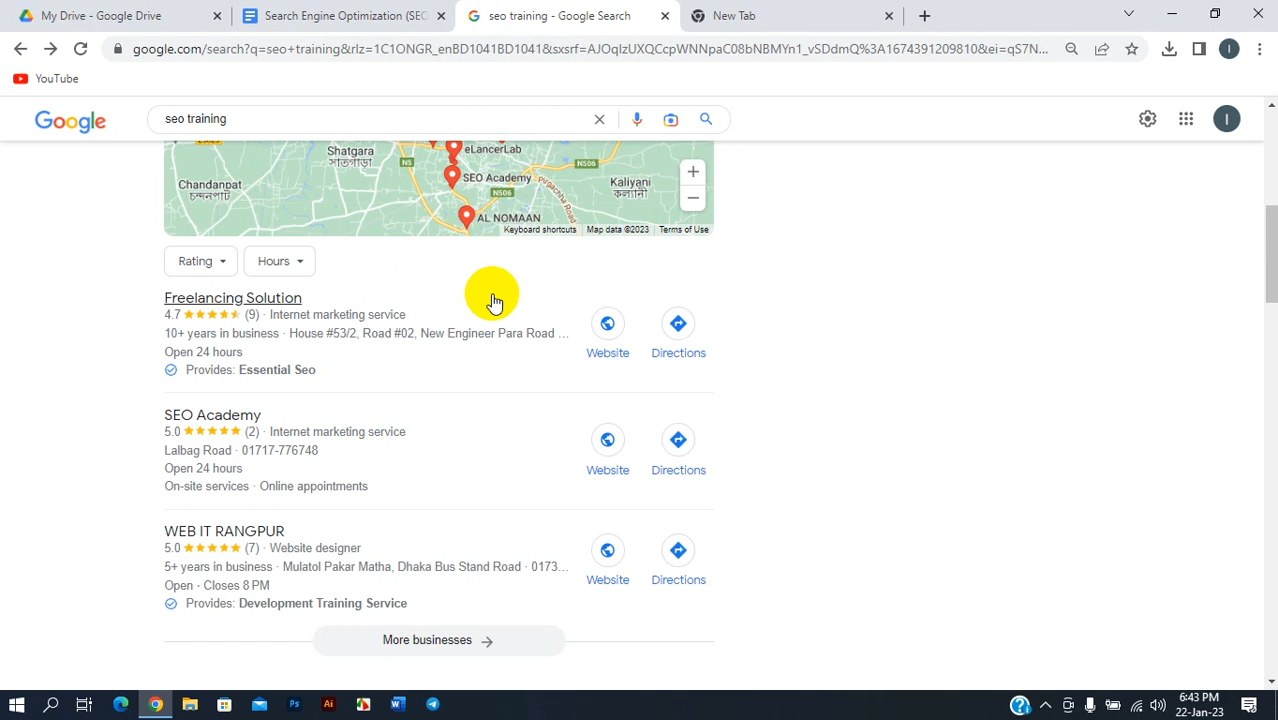 My Drive - Google Drive
Search Engine Optimization (SEO
seo training - Google Search
New Tab
google.com/search?q=seo+training&rlz=1C1ONGR_enBD1041BD1041&sxsrf=AJOqIzUXQCcpWNNpaC08bNBMYn1_vSDdmQ%3A1674391209810&ei=qS7N...
I
YouTube
Google
seo training
I
Shatgara
সাতগাড়া
N5
eLancerLab
N506
SEO Academy
Kaliyani
কল্যাণী
Chandanpat
চন্দনপাট
N506
Pirgachha Road
AL NOMAAN
Keyboard shortcuts
Map data ©2023
Terms of Use
Rating
Hours
Freelancing Solution
4.7 (9) · Internet marketing service
10+ years in business · House #53/2, Road #02, New Engineer Para Road ...
Open 24 hours
Provides: Essential Seo
Website
Directions
SEO Academy
5.0 (2) · Internet marketing service
Lalbag Road · 01717-776748
Open 24 hours
On-site services · Online appointments
Website
Directions
WEB IT RANGPUR
5.0 (7) · Website designer
5+ years in business · Mulatol Pakar Matha, Dhaka Bus Stand Road · 0173...
Open · Closes 8 PM
Provides: Development Training Service
Website
Directions
More businesses
Ps
Ai
W
6:43 PM
22-Jan-23